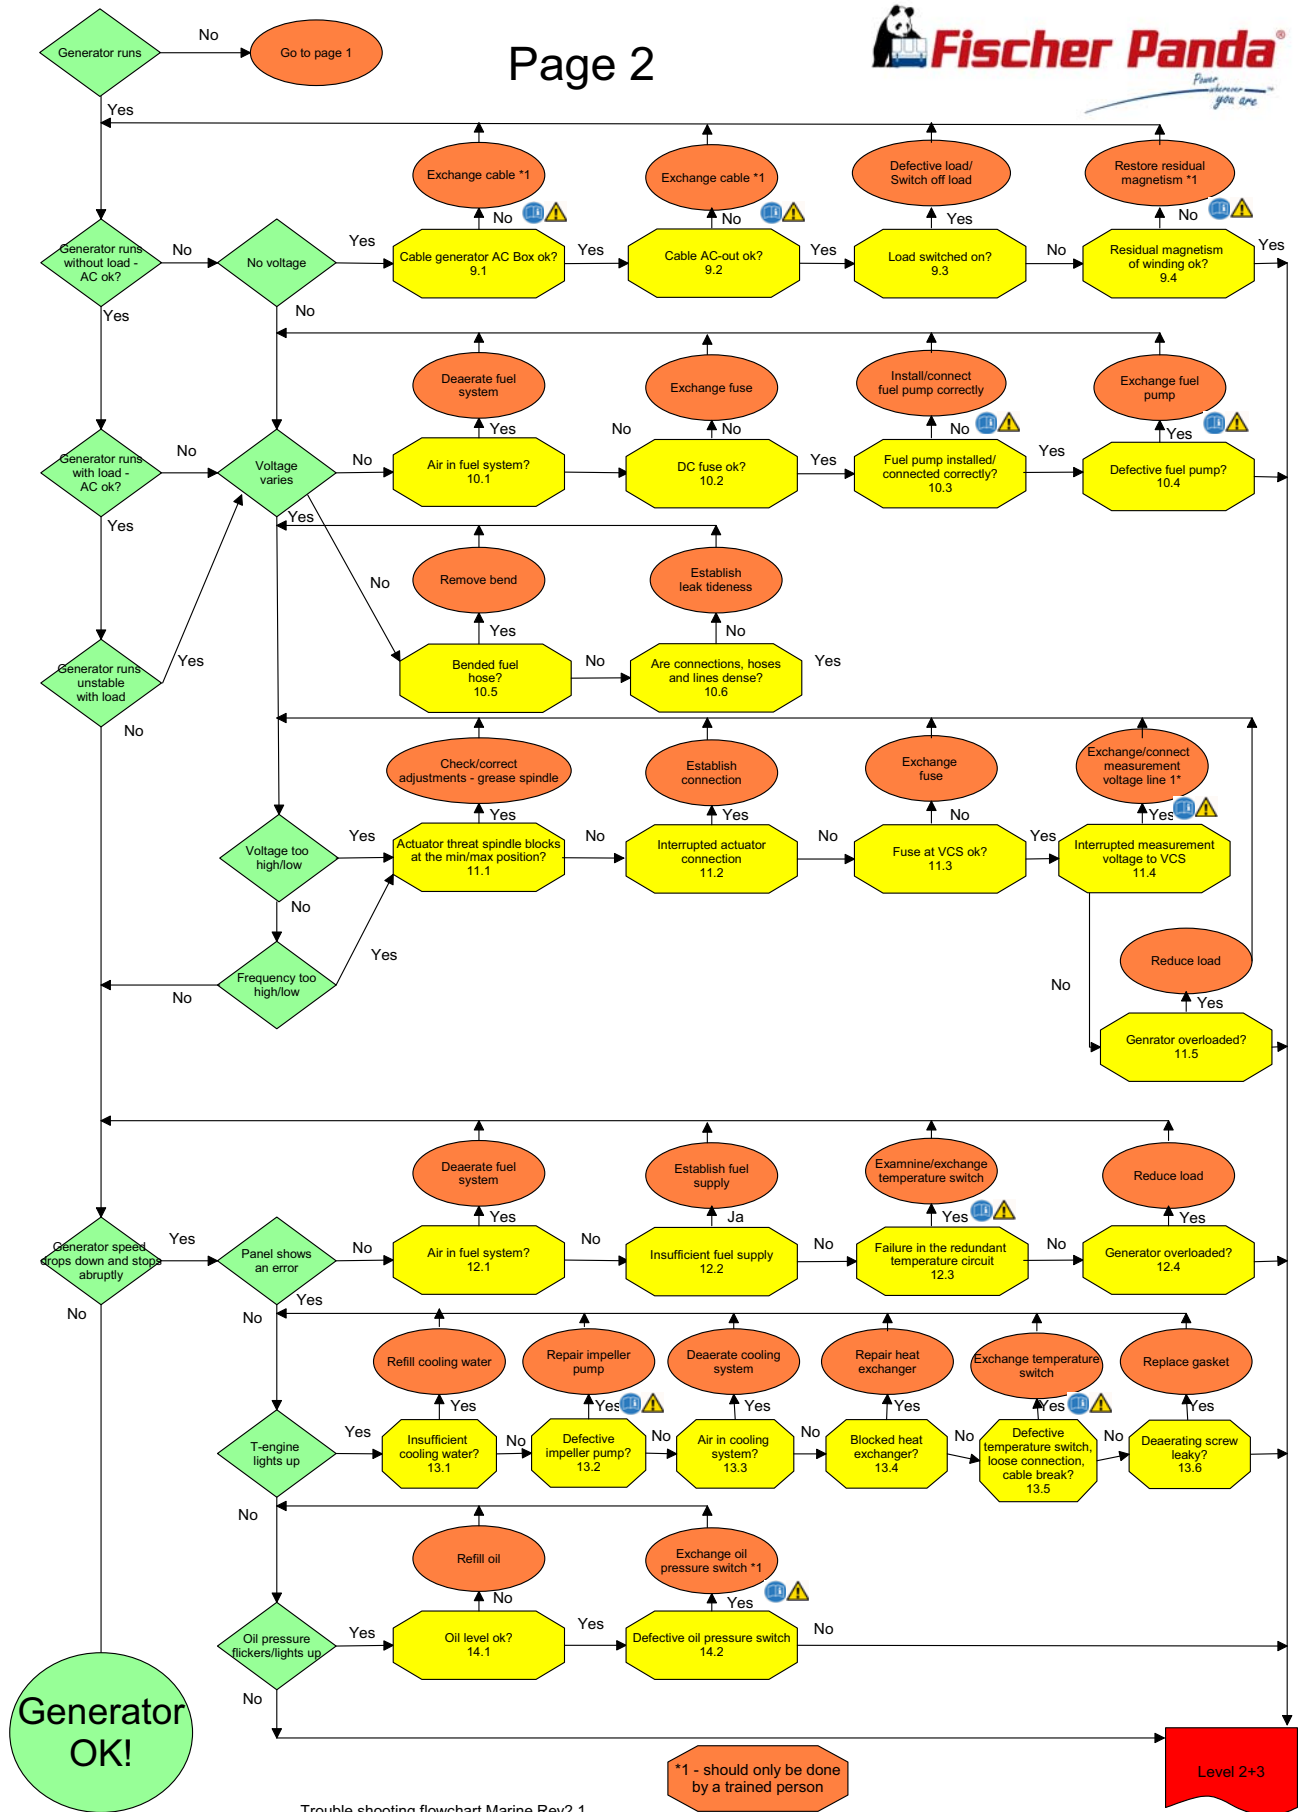 Generator runs
No
Go to page 1
Page 2
Fischer Panda®
Power
wherever
you are
Yes
Exchange cable *1
Exchange cable *1
Defective load/
Switch off load
Restore residual
magnetism *1
No
No
Yes
No
Generator runs
without load -
AC ok?
No
No voltage
Yes
Cable generator AC Box ok?
9.1
Yes
Cable AC-out ok?
9.2
Yes
Load switched on?
9.3
No
Residual magnetism
of winding ok?
9.4
Yes
Yes
No
Deaerate fuel
system
Exchange fuse
Install/connect
fuel pump correctly
Exchange fuel
pump
Yes
No
No
No
Yes
Generator runs
with load -
AC ok?
No
Voltage
varies
No
Air in fuel system?
10.1
DC fuse ok?
10.2
Yes
Fuel pump installed/
connected correctly?
10.3
Yes
Defective fuel pump?
10.4
Yes
Yes
Remove bend
Establish
leak tideness
No
Yes
No
Generator runs
unstable
with load
Yes
Bended fuel
hose?
10.5
No
Are connections, hoses
and lines dense?
10.6
Yes
No
Check/correct
adjustments - grease spindle
Establish
connection
Exchange
fuse
Exchange/connect
measurement
voltage line 1*
Yes
Yes
No
Yes
Voltage too
high/low
Yes
Actuator threat spindle blocks
at the min/max position?
11.1
No
Interrupted actuator
connection
11.2
No
Fuse at VCS ok?
11.3
Yes
Interrupted measurement
voltage to VCS
11.4
No
Yes
Frequency too
high/low
No
Reduce load
No
Yes
Genrator overloaded?
11.5
Deaerate fuel
system
Establish fuel
supply
Examnine/exchange
temperature switch
Reduce load
Yes
Ja
Yes
Yes
Generator speed
drops down and stops
abruptly
Yes
Panel shows
an error
No
Air in fuel system?
12.1
No
Insufficient fuel supply
12.2
No
Failure in the redundant
temperature circuit
12.3
No
Generator overloaded?
12.4
Yes
No
No
Refill cooling water
Repair impeller
pump
Deaerate cooling
system
Repair heat
exchanger
Exchange temperature
switch
Replace gasket
Yes
Yes
Yes
Yes
Yes
Yes
T-engine
lights up
Yes
Insufficient
cooling water?
13.1
No
Defective
impeller pump?
13.2
No
Air in cooling
system?
13.3
No
Blocked heat
exchanger?
13.4
No
Defective
temperature switch,
loose connection,
cable break?
13.5
No
Deaerating screw
leaky?
13.6
No
Refill oil
Exchange oil
pressure switch *1
No
Yes
Oil pressure
flickers/lights up
Yes
Oil level ok?
14.1
Yes
Defective oil pressure switch
14.2
No
No
Generator
OK!
*1 - should only be done
by a trained person
Level 2+3
Trouble shooting flowchart Marine Rev2.1